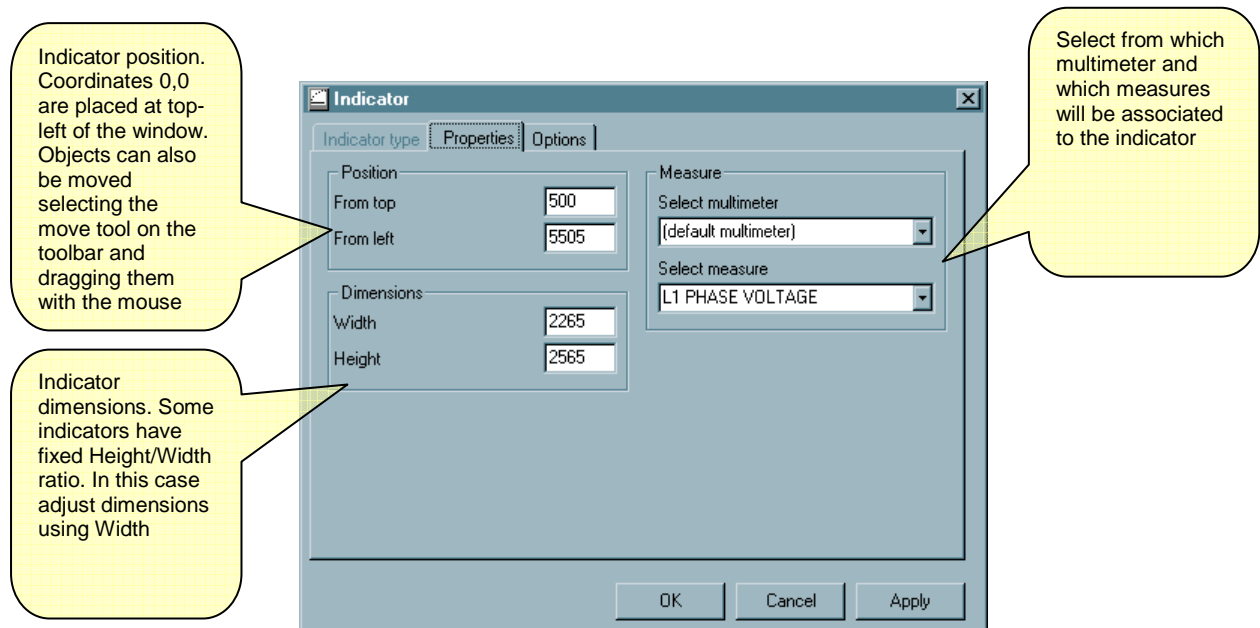 Indicator position.
Coordinates 0,0
are placed at top-
left of the window.
Objects can also
be moved
selecting the
move tool on the
toolbar and
dragging them
with the mouse
Indicator
dimensions. Some
indicators have
fixed Height/Width
ratio. In this case
adjust dimensions
using Width
Indicator
Indicator type Properties Options
Position
From top 500
From left 5505
Dimensions
Width 2265
Height 2565
Measure
Select multimeter
(default multimeter)
Select measure
L1 PHASE VOLTAGE
OK Cancel Apply
Select from which
multimeter and
which measures
will be associated
to the indicator